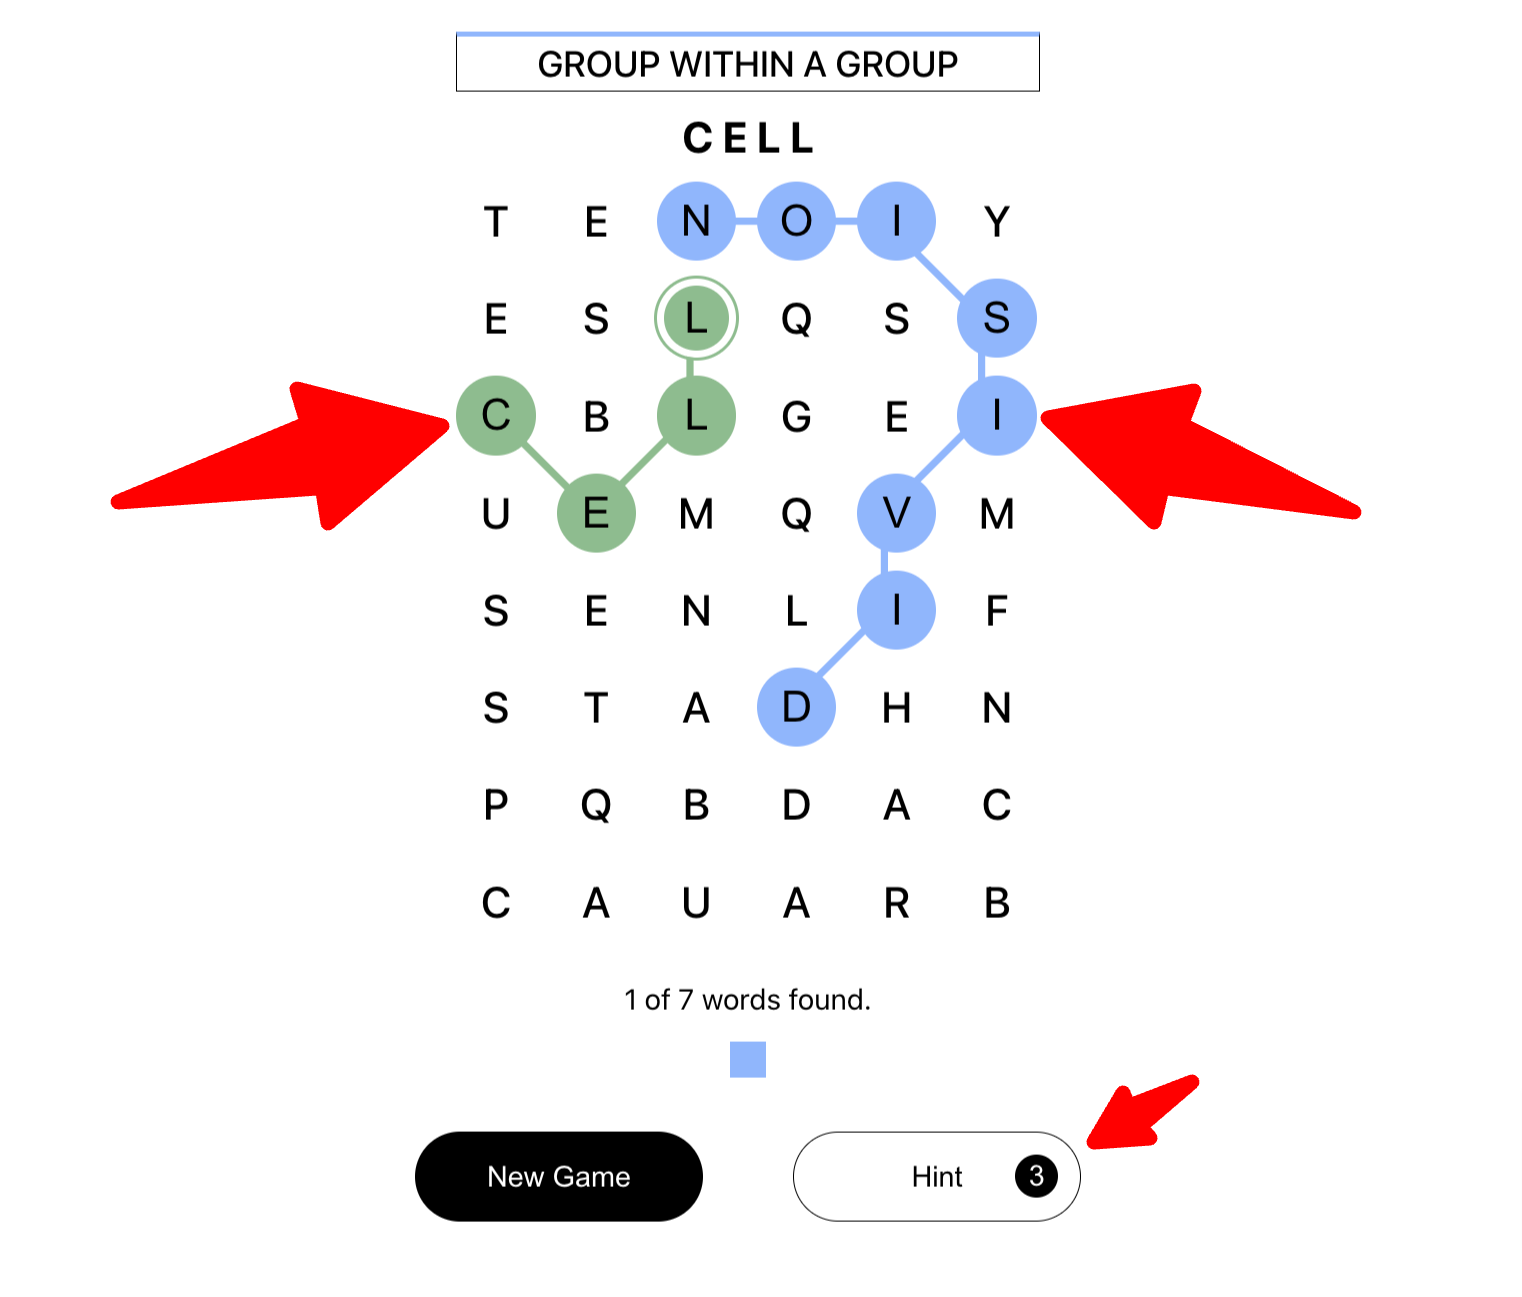 GROUP WITHIN A GROUP
CELL
T E N O I Y
E S L Q S S
C B L G E I
U E M Q V M
S E N L I F
S T A D H N
P Q B D A C
C A U A R B
1 of 7 words found.
New Game
Hint 3